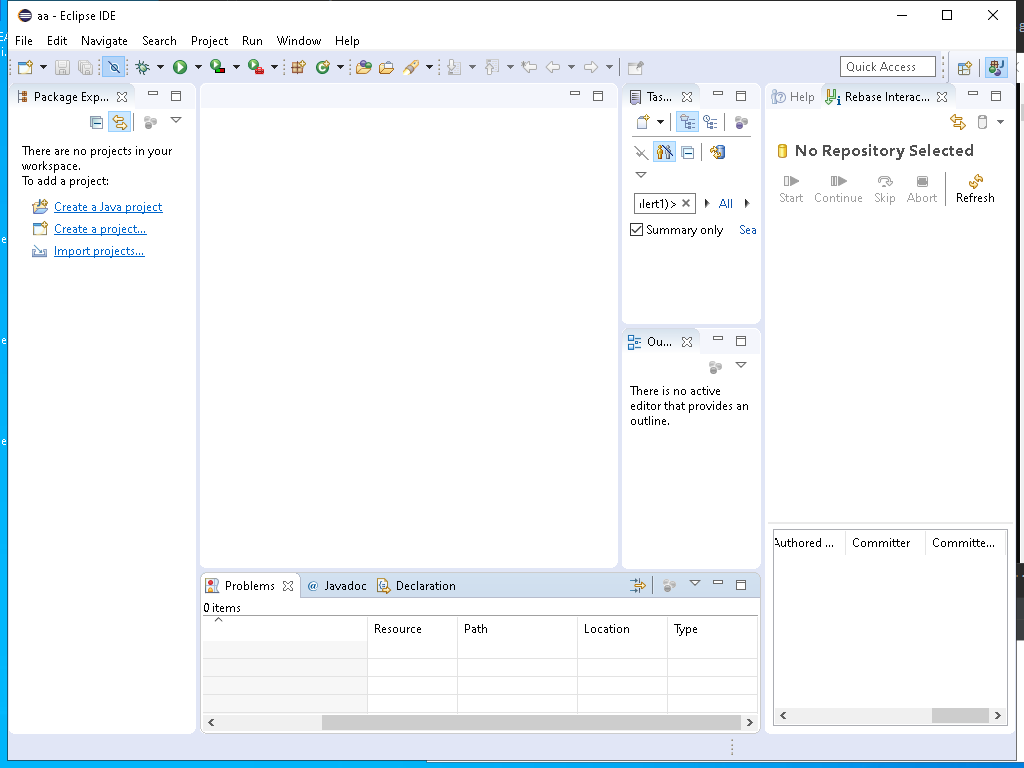 aa - Eclipse IDE
File Edit Navigate Search Project Run Window Help
Quick Access
Package Exp...
There are no projects in your
workspace.
To add a project:
Create a Java project
Create a project...
Import projects...
Tas...
All
Summary only
Sea
Ou...
There is no active
editor that provides an
outline.
Help
Rebase Interac...
No Repository Selected
Start Continue Skip Abort Refresh
Authored ... Committer Committe...
Problems @ Javadoc Declaration
0 items
Resource Path Location Type